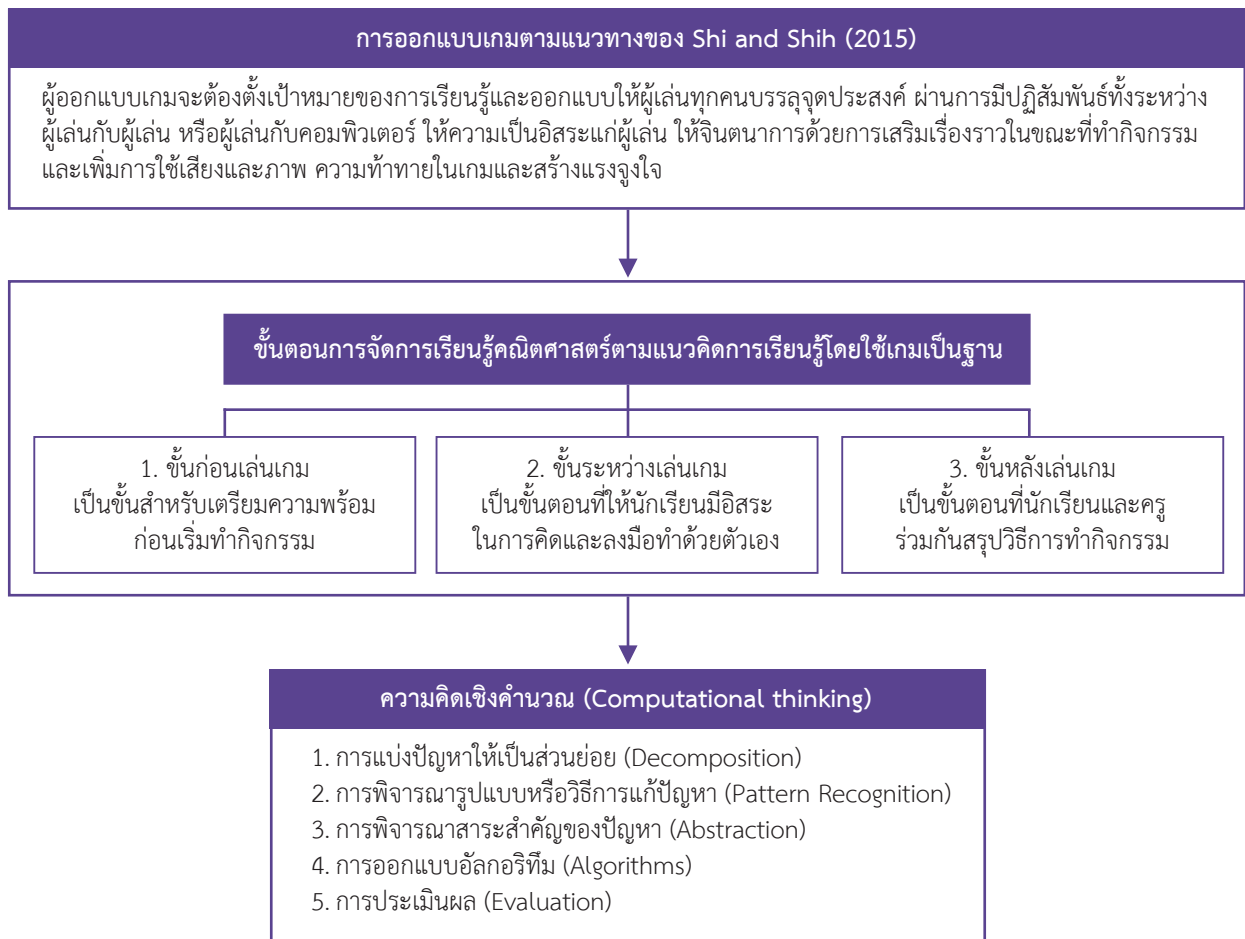 การออกแบบเกมตามแนวทางของ Shi and Shih (2015)
ผู้ออกแบบเกมจะต้องตั้งเป้าหมายของการเรียนรู้และออกแบบให้ผู้เล่นทุกคนบรรลุจุดประสงค์ ผ่านการมีปฏิสัมพันธ์ทั้งระหว่าง
ผู้เล่นกับผู้เล่น หรือผู้เล่นกับคอมพิวเตอร์ ให้ความเป็นอิสระแก่ผู้เล่น ให้จินตนาการด้วยการเสริมเรื่องราวในขณะที่ทำกิจกรรม
และเพิ่มการใช้เสียงและภาพ ความท้าทายในเกมและสร้างแรงจูงใจ
ขั้นตอนการจัดการเรียนรู้คณิตศาสตร์ตามแนวคิดการเรียนรู้โดยใช้เกมเป็นฐาน
1. ขั้นก่อนเล่นเกม
เป็นขั้นสำหรับเตรียมความพร้อม
ก่อนเริ่มทำกิจกรรม
2. ขั้นระหว่างเล่นเกม
เป็นขั้นตอนที่ให้นักเรียนมีอิสระ
ในการคิดและลงมือทำด้วยตัวเอง
3. ขั้นหลังเล่นเกม
เป็นขั้นตอนที่นักเรียนและครู
ร่วมกันสรุปวิธีการทำกิจกรรม
ความคิดเชิงคำนวณ (Computational thinking)
1. การแบ่งปัญหาให้เป็นส่วนย่อย (Decomposition)
2. การพิจารณารูปแบบหรือวิธีการแก้ปัญหา (Pattern Recognition)
3. การพิจารณาสาระสำคัญของปัญหา (Abstraction)
4. การออกแบบอัลกอริทึม (Algorithms)
5. การประเมินผล (Evaluation)